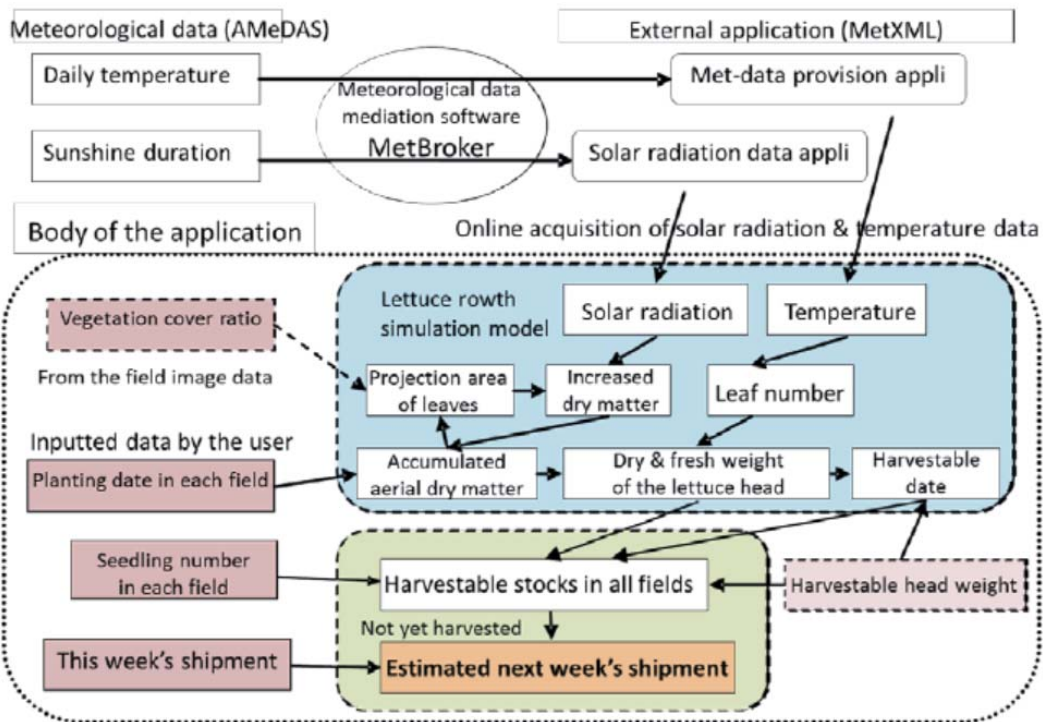 Meteorological data (AMeDAS)
External application (MetXML)
Daily temperature
Meteorological data
mediation software
MetBroker
Met-data provision appli
Sunshine duration
Solar radiation data appli
Body of the application
Online acquisition of solar radiation & temperature data
Vegetation cover ratio
From the field image data
Lettuce rowth
simulation model
Solar radiation
Temperature
Projection area
of leaves
Increased
dry matter
Leaf number
Inputted data by the user
Planting date in each field
Accumulated
aerial dry matter
Dry & fresh weight
of the lettuce head
Harvestable
date
Seedling number
in each field
Harvestable stocks in all fields
Harvestable head weight
Not yet harvested
This week's shipment
Estimated next week's shipment